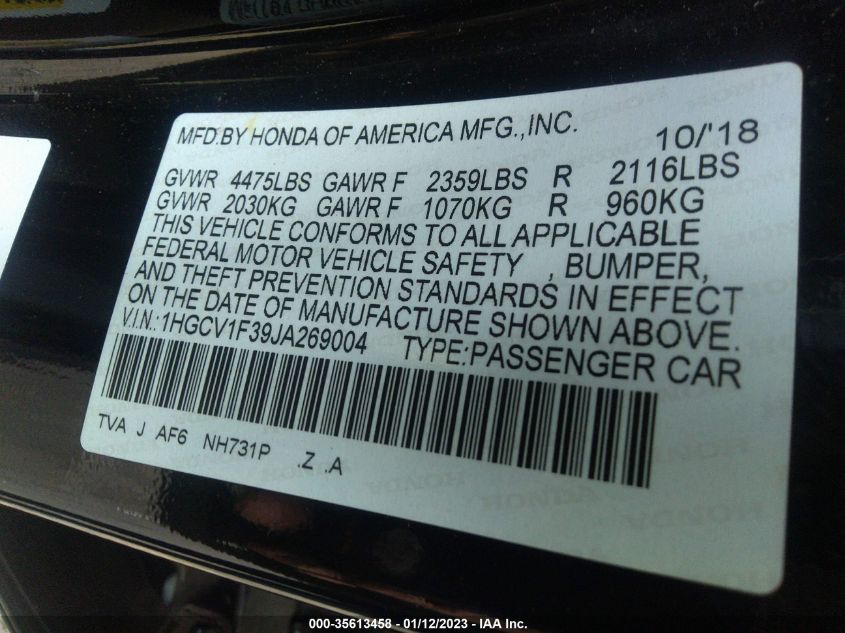 MFD.BY HONDA OF AMERICA MFG.,INC. 10/'18
GVWR 4475LBS GAWR F 2359LBS R 2116LBS
GVWR 2030KG GAWR F 1070KG R 960KG
THIS VEHICLE CONFORMS TO ALL APPLICABLE
FEDERAL MOTOR VEHICLE SAFETY , BUMPER,
AND THEFT PREVENTION STANDARDS IN EFFECT
ON THE DATE OF MANUFACTURE SHOWN ABOVE.
V.I.N.:1HGCV1F39JA269004 TYPE:PASSENGER CAR
TVA J AF6 NH731P .Z .A
000-35613458 - 01/12/2023 - IAA Inc.